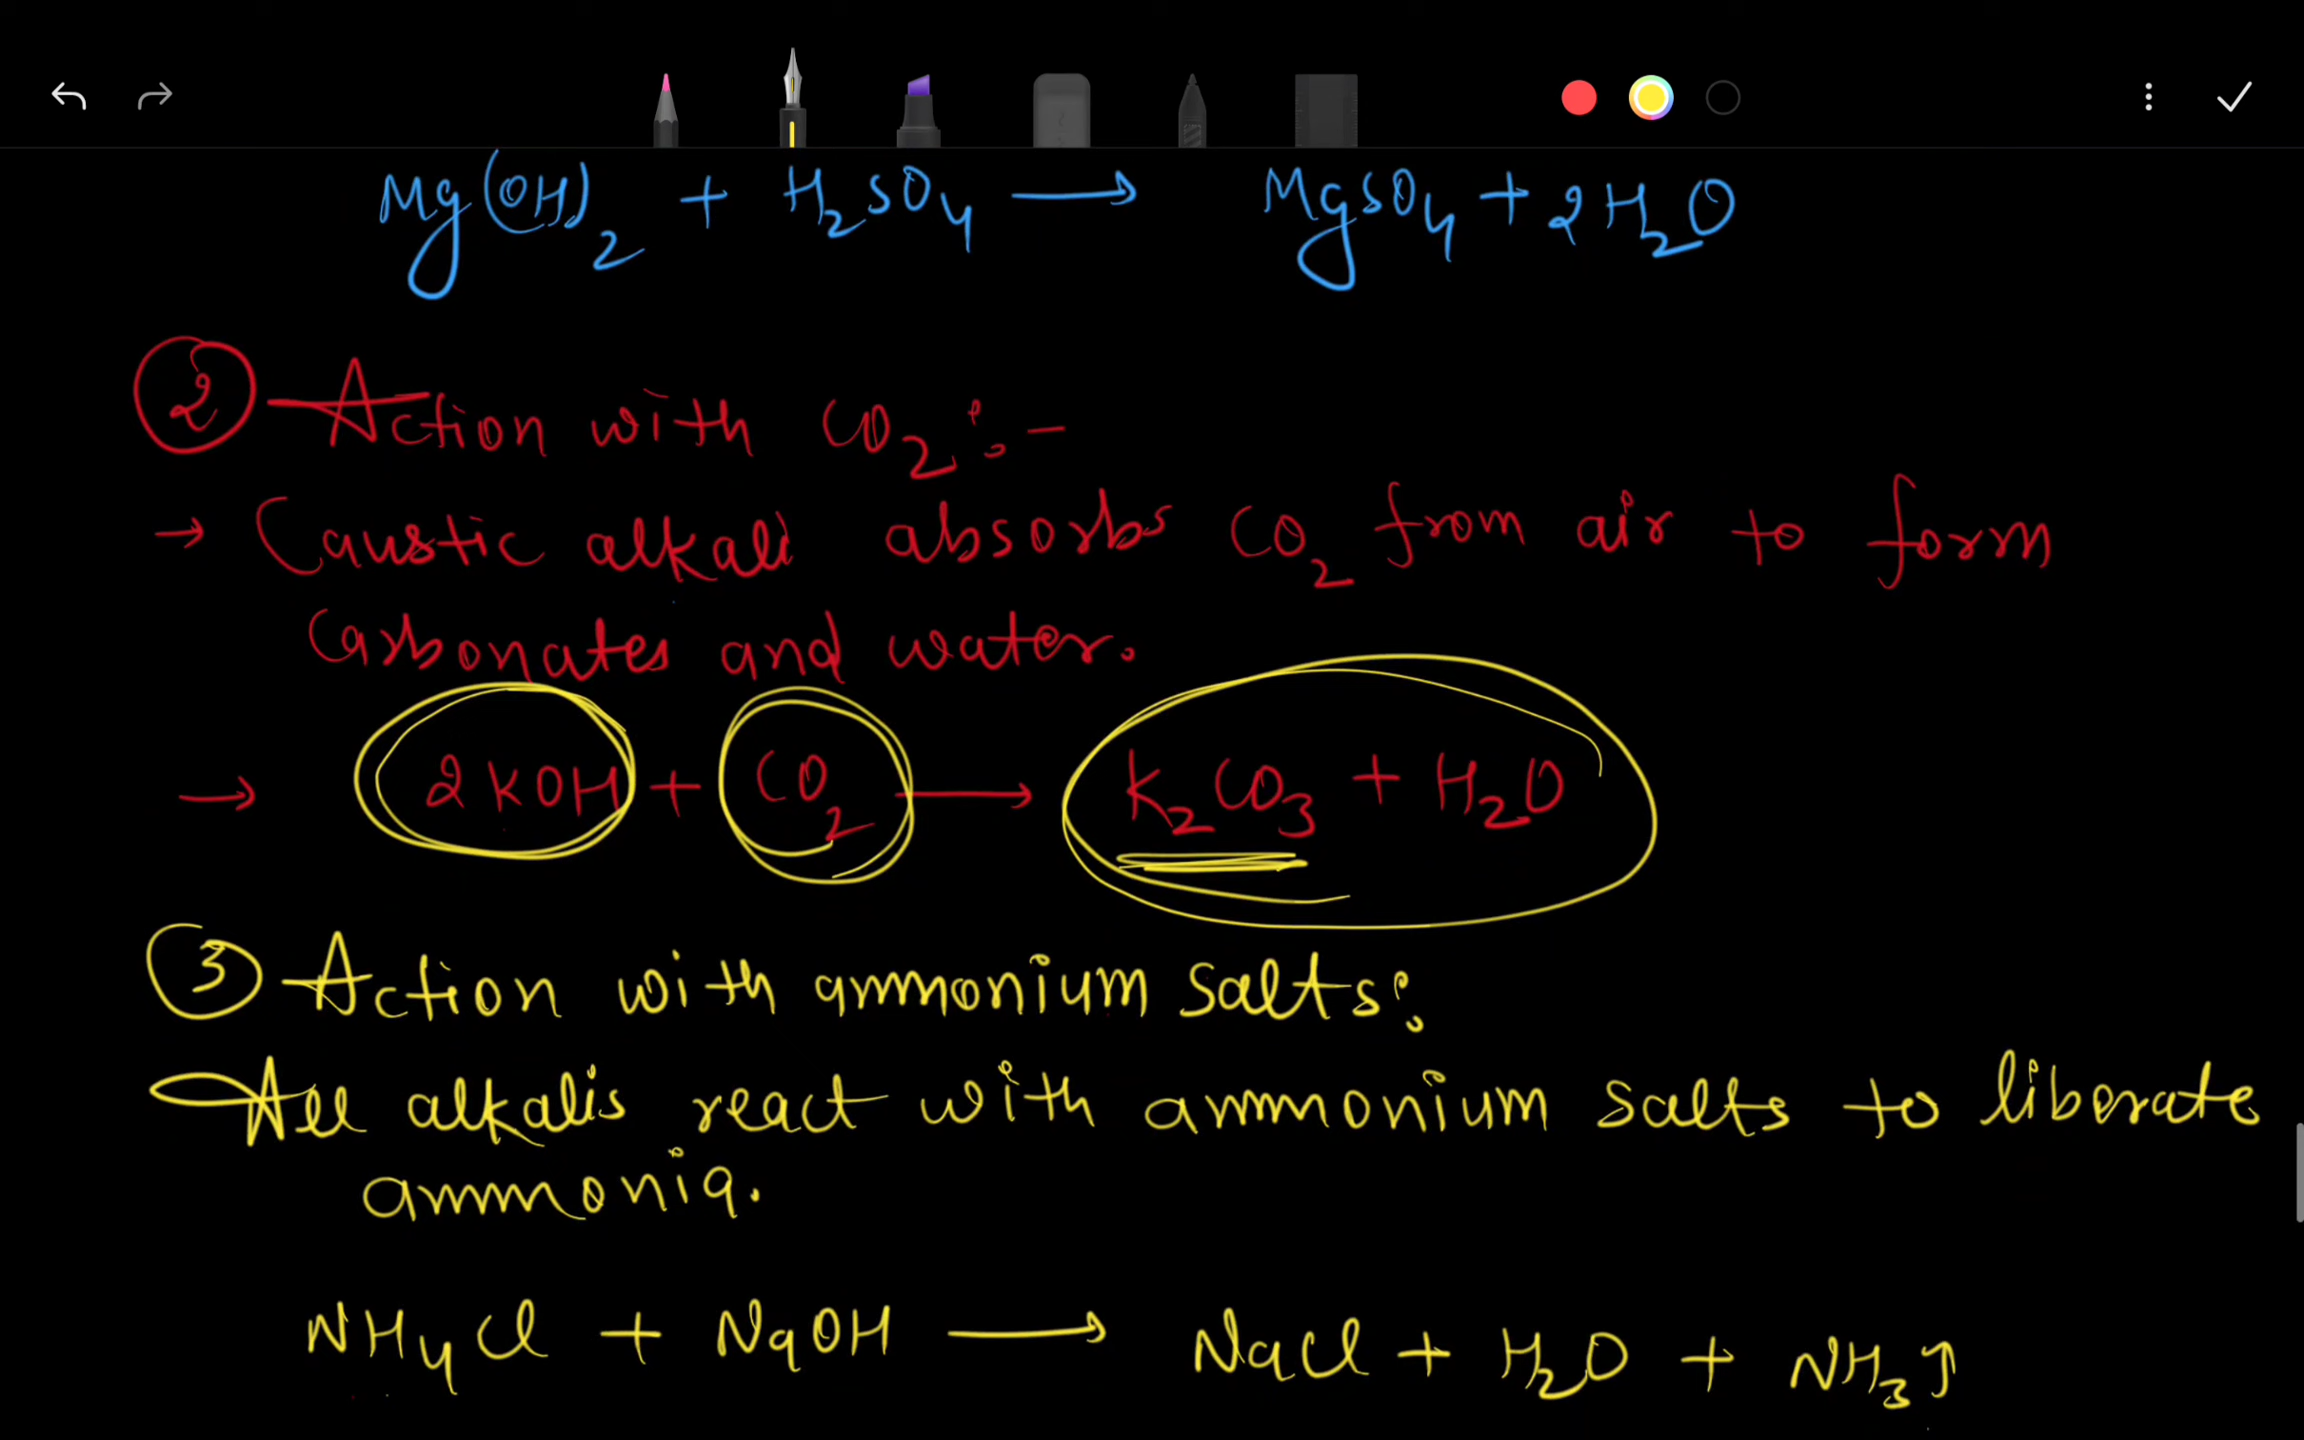 Mg(OH)₂ + H₂SO₄ → MgSO₄ + 2H₂O
② Action with CO₂ :-
→ Caustic alkali absorbs CO₂ from air to form
Carbonates and water.
→ 2KOH + CO₂ → K₂CO₃ + H₂O
③ Action with ammonium salts:
All alkalis react with ammonium salts to liberate
ammonia.
NH₄Cl + NaOH → NaCl + H₂O + NH₃↑